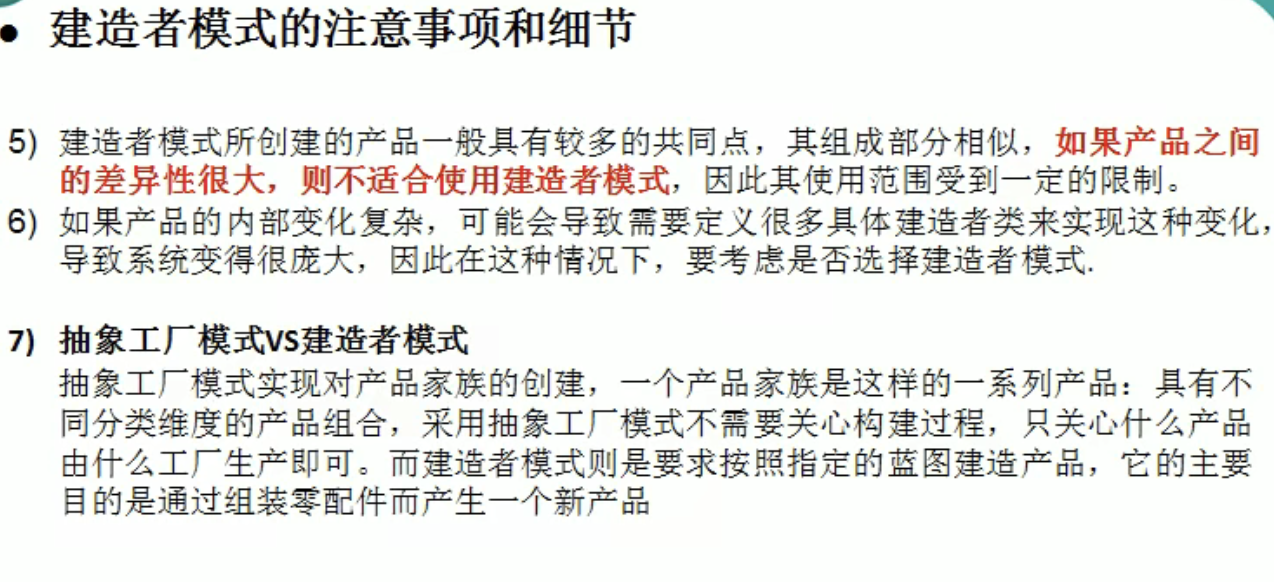 • 建造者模式的注意事项和细节
5) 建造者模式所创建的产品一般具有较多的共同点，其组成部分相似，如果产品之间
的差异性很大，则不适合使用建造者模式，因此其使用范围受到一定的限制。
6) 如果产品的内部变化复杂，可能会导致需要定义很多具体建造者类来实现这种变化，
导致系统变得很庞大，因此在这种情况下，要考虑是否选择建造者模式.
7) 抽象工厂模式VS建造者模式
抽象工厂模式实现对产品家族的创建，一个产品家族是这样的一系列产品：具有不
同分类维度的产品组合，采用抽象工厂模式不需要关心构建过程，只关心什么产品
由什么工厂生产即可。而建造者模式则是要求按照指定的蓝图建造产品，它的主要
目的是通过组装零配件而产生一个新产品